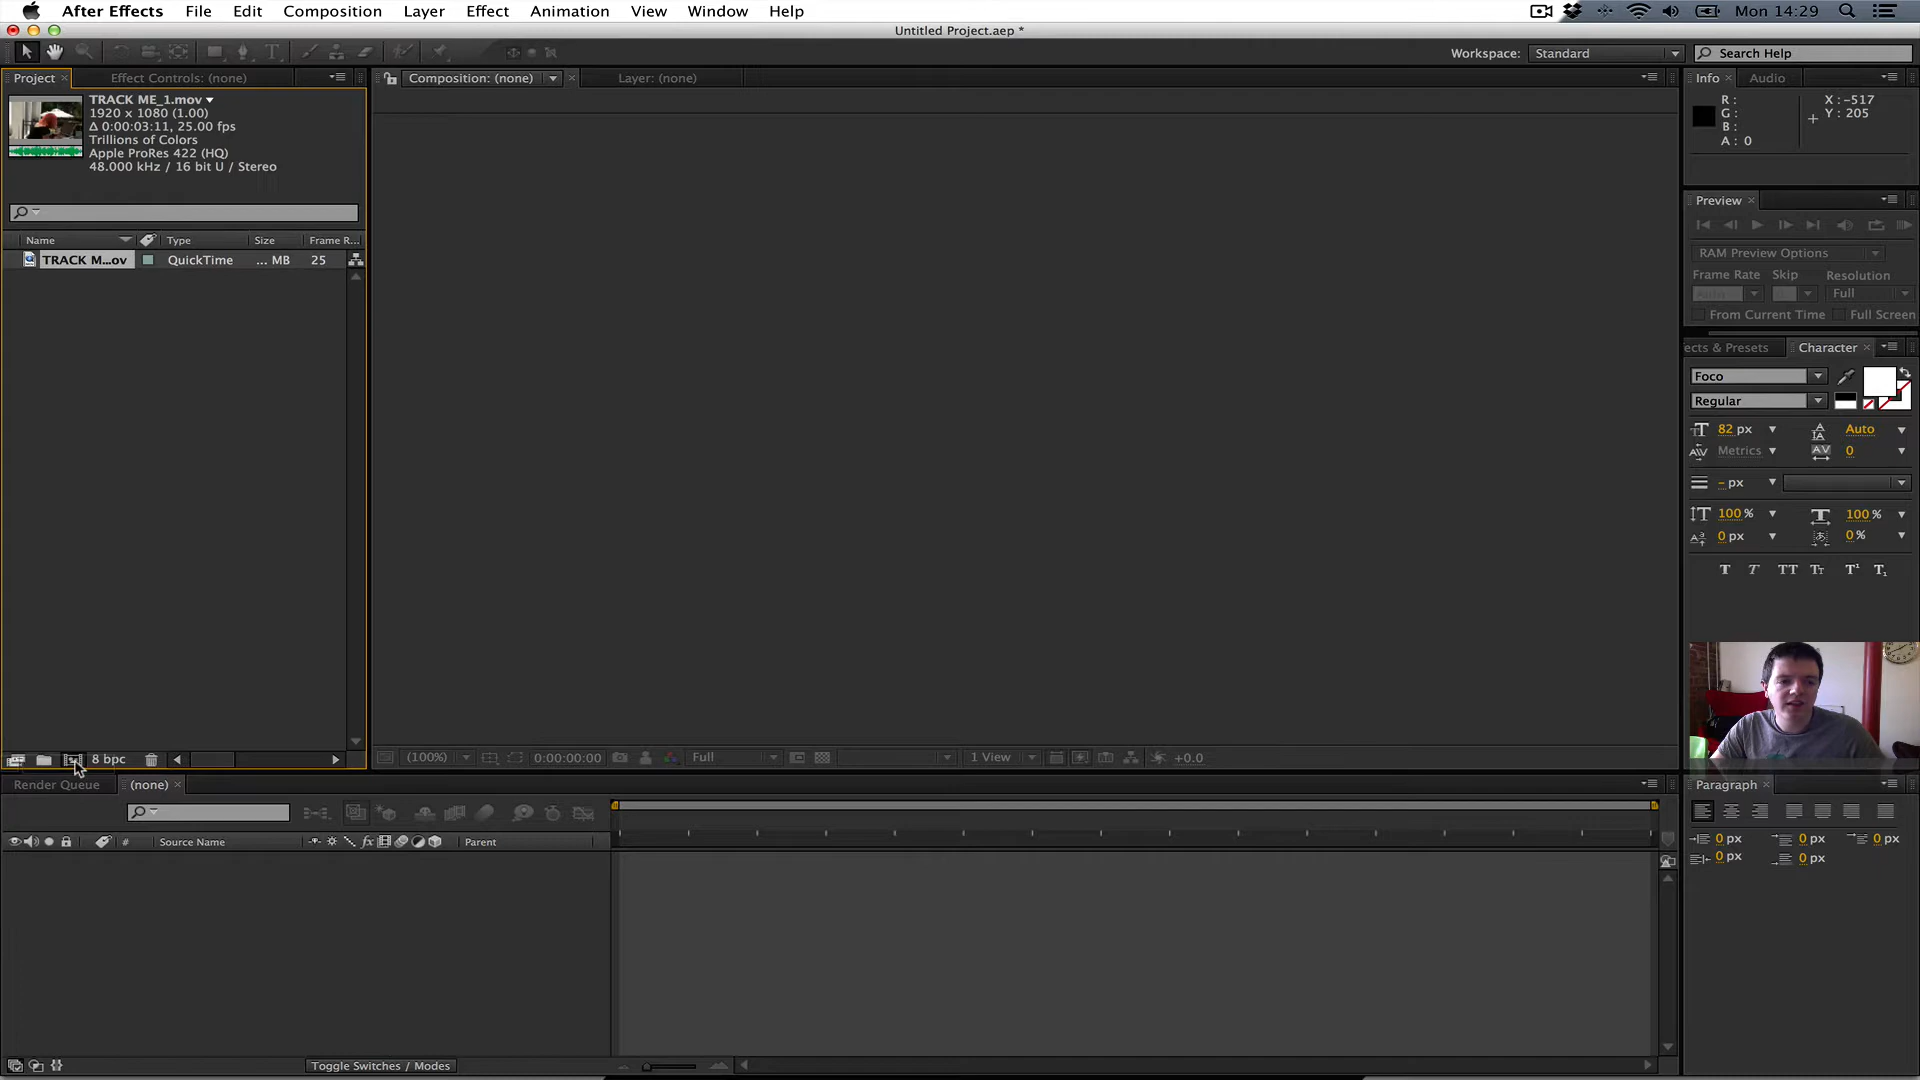 After Effects File Edit Composition Layer Effect Animation View Window Help Mon 14:29
Untitled Project.aep *
Workspace: Standard Search Help
Project Effect Controls: (none) Composition: (none) Layer: (none) Info Audio
TRACK ME_1.mov
1920 x 1080 (1.00)
Δ 0:00:03:11, 25.00 fps
Trillions of Colors
Apple ProRes 422 (HQ)
48.000 kHz / 16 bit U / Stereo
R: X: -517
G: Y: 205
B:
A: 0
Preview
RAM Preview Options
Frame Rate Skip Resolution
Full
From Current Time Full Screen
Name Type Size Frame R...
TRACK M...ov QuickTime ... MB 25
ects & Presets Character
Foco
Regular
82 px Auto
Metrics 0
- px
100 % 100 %
0 px 0 %
T T TT Tt T¹ T₁
8 bpc (100%) 0:00:00:00 Full 1 View +0.0
Render Queue (none)
# Source Name fx Parent
Toggle Switches / Modes
Paragraph
0 px 0 px 0 px
0 px 0 px